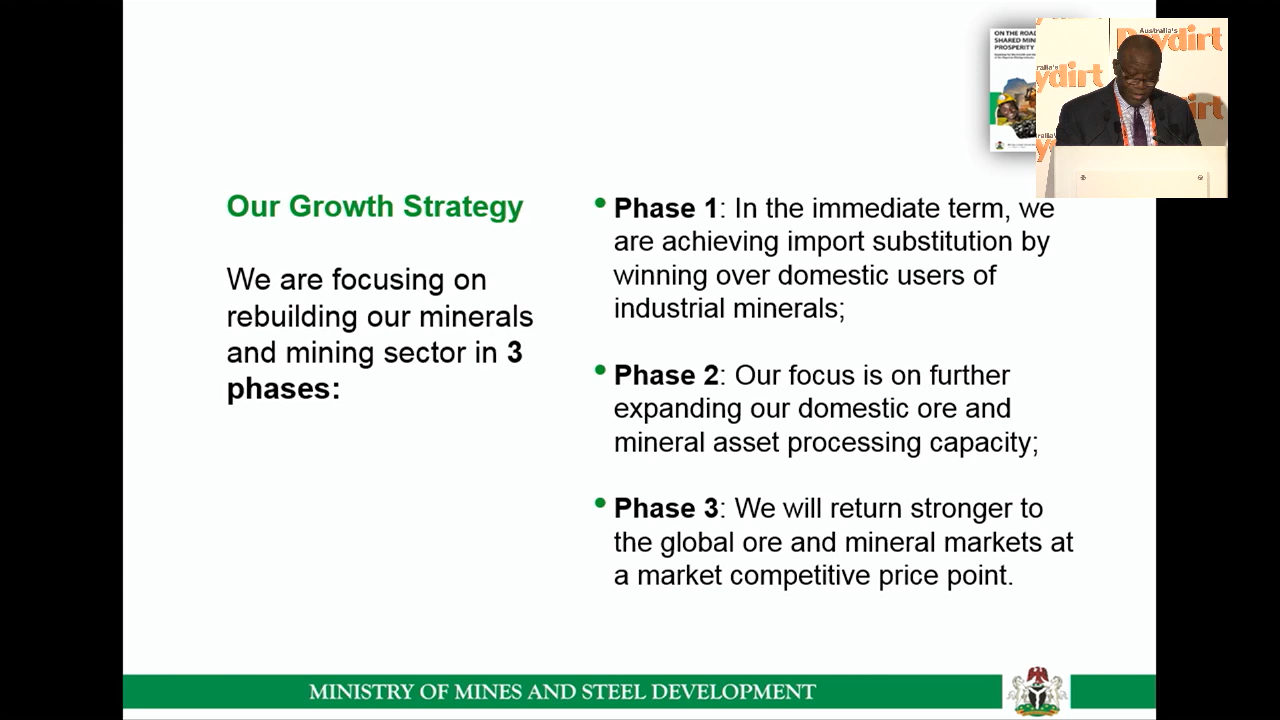 ON THE ROAD
SHARED MIN
PROSPERITY
Australia's
Paydirt
ydirt
irt
Our Growth Strategy
We are focusing on
rebuilding our minerals
and mining sector in 3
phases:
• Phase 1: In the immediate term, we
are achieving import substitution by
winning over domestic users of
industrial minerals;
• Phase 2: Our focus is on further
expanding our domestic ore and
mineral asset processing capacity;
• Phase 3: We will return stronger to
the global ore and mineral markets at
a market competitive price point.
MINISTRY OF MINES AND STEEL DEVELOPMENT